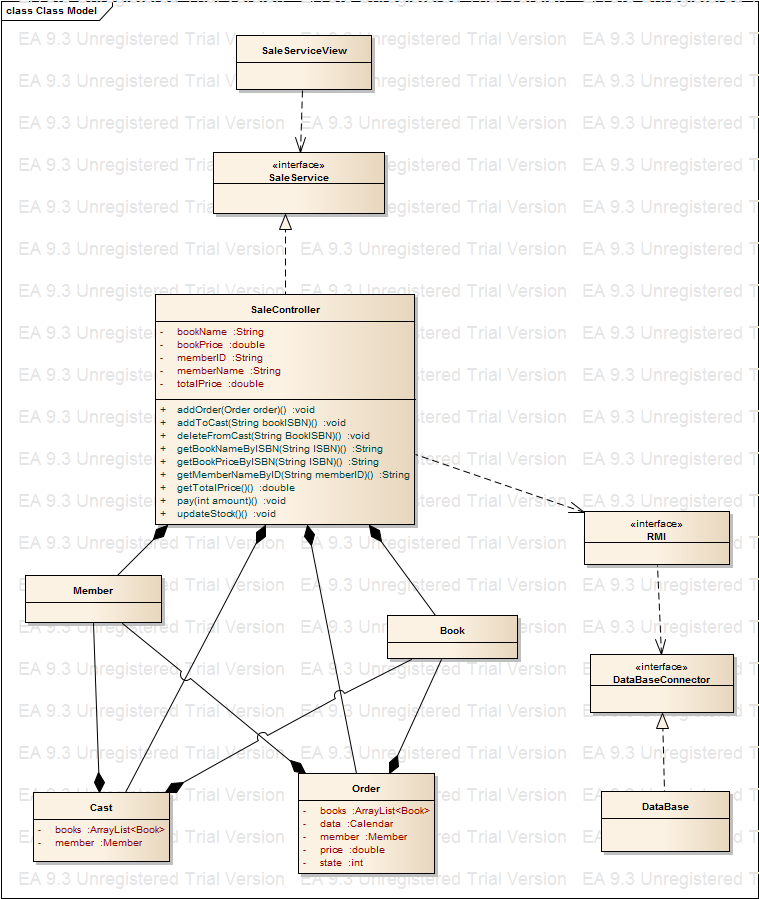 class Class Model
SaleServiceView
«interface»
SaleService
SaleController
- bookName :String
- bookPrice :double
- memberID :String
- memberName :String
- totalPrice :double
+ addOrder(Order order)() :void
+ addToCast(String bookISBN)() :void
+ deleteFromCast(String BookISBN)() :void
+ getBookNameByISBN(String ISBN)() :String
+ getBookPriceByISBN(String ISBN)() :String
+ getMemberNameByID(String memberID)() :String
+ getTotalPrice()() :double
+ pay(int amount)() :void
+ updateStock()() :void
«interface»
RMI
Member
Book
«interface»
DataBaseConnector
Cast
- books :ArrayList<Book>
- member :Member
Order
- books :ArrayList<Book>
- data :Calendar
- member :Member
- price :double
- state :int
DataBase
EA 9.3 Unregistered Trial Version